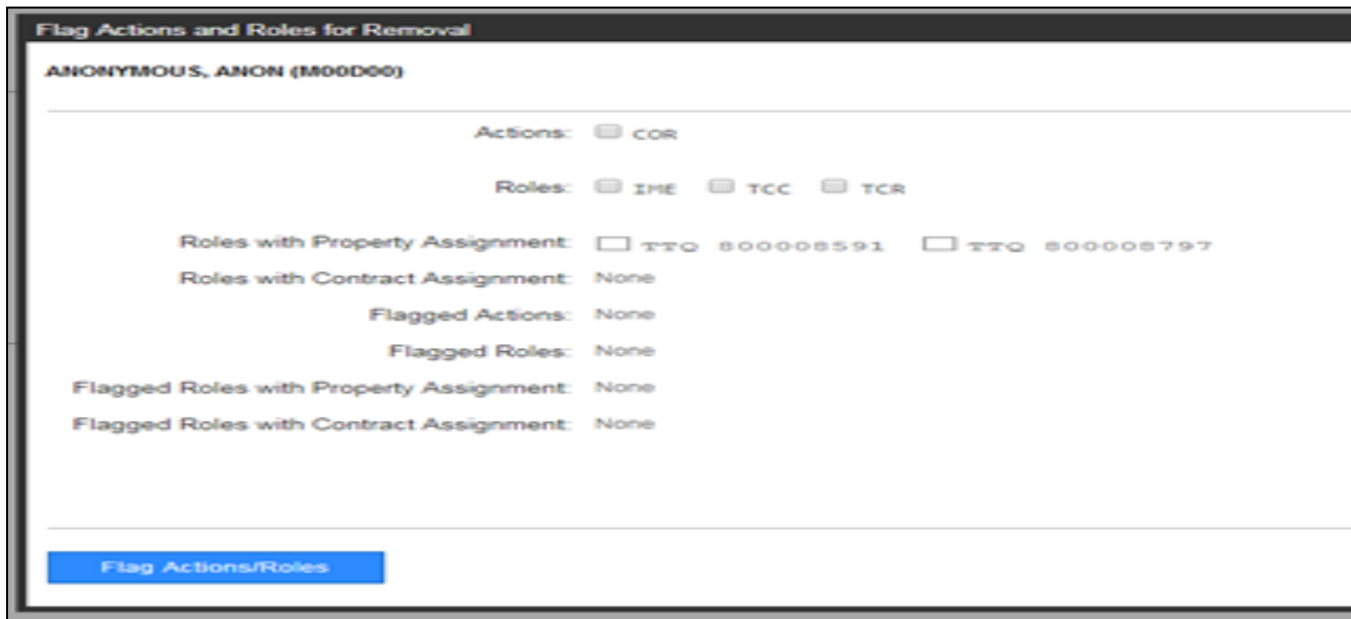 Flag Actions and Roles for Removal
ANONYMOUS, ANON (M00D00)
Actions: COR
Roles: IME TCC TCR
Roles with Property Assignment: TTQ 800008591 TTQ 800008797
Roles with Contract Assignment: None
Flagged Actions: None
Flagged Roles: None
Flagged Roles with Property Assignment: None
Flagged Roles with Contract Assignment: None
Flag Actions/Roles